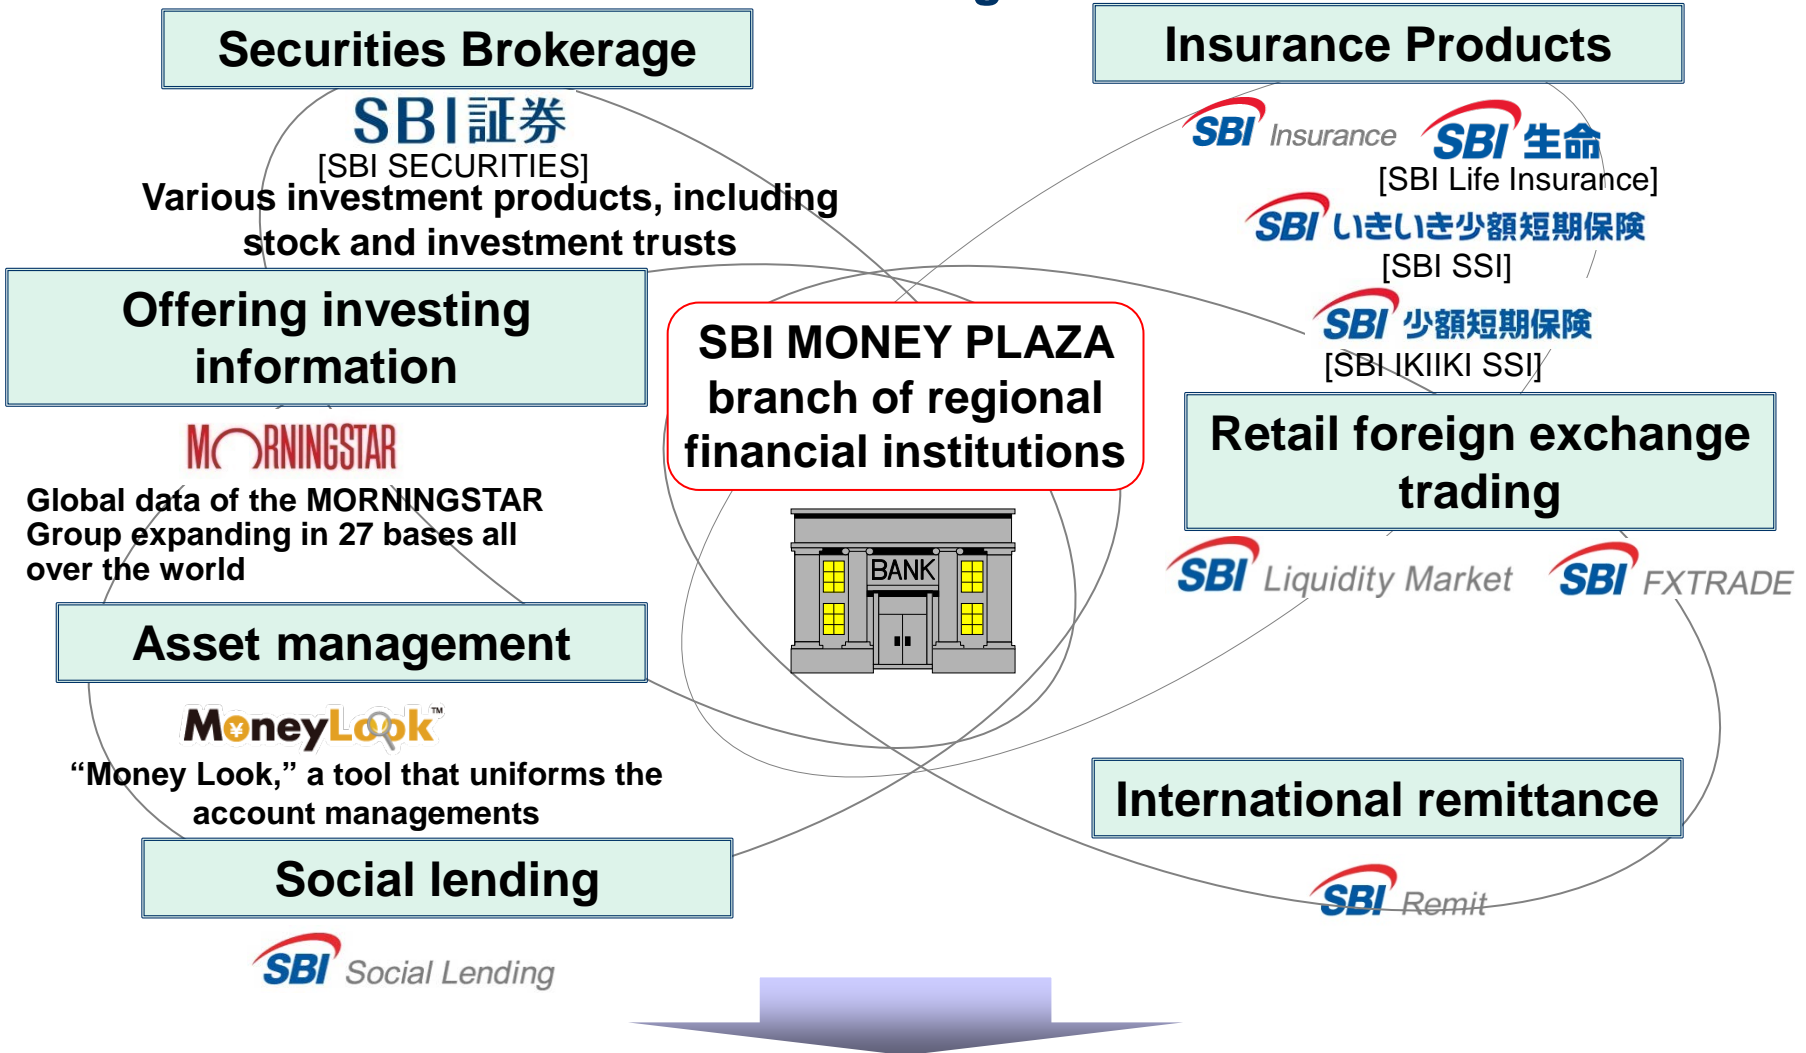 Securities Brokerage
SBI証券
[SBI SECURITIES]
Various investment products, including
stock and investment trusts
Offering investing
information
MORNINGSTAR
Global data of the MORNINGSTAR
Group expanding in 27 bases all
over the world
Asset management
MoneyLook™
“Money Look,” a tool that uniforms the
account managements
Social lending
SBI Social Lending
SBI MONEY PLAZA
branch of regional
financial institutions
BANK
Insurance Products
SBI Insurance
SBI生命
[SBI Life Insurance]
SBIいきいき少額短期保険
[SBI SSI]
SBI少額短期保険
[SBI IKIIKI SSI]
Retail foreign exchange
trading
SBI Liquidity Market
SBI FXTRADE
International remittance
SBI Remit